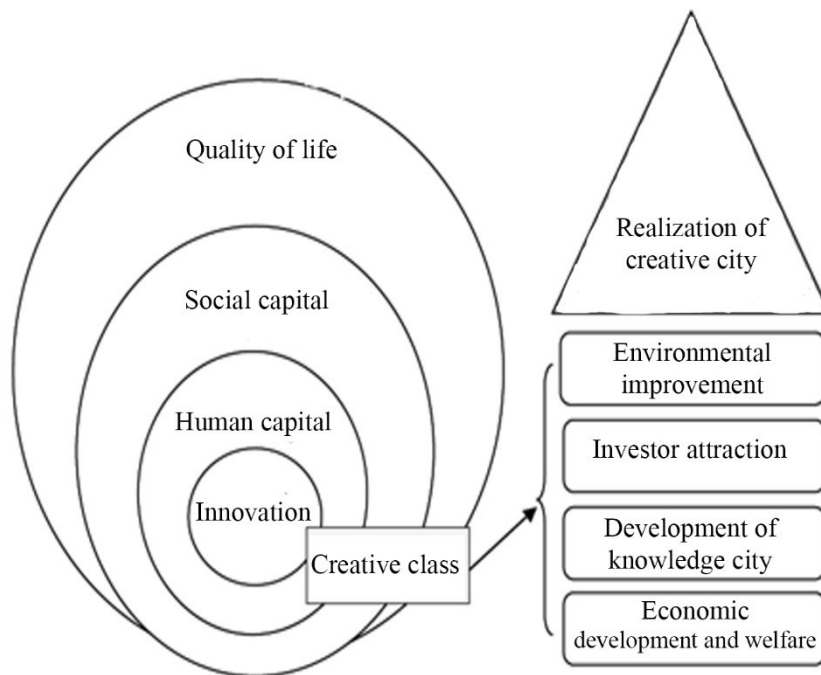 Quality of life
Social capital
Human capital
Innovation
Creative class
Realization of
creative city
Environmental
improvement
Investor attraction
Development of
knowledge city
Economic
development and welfare